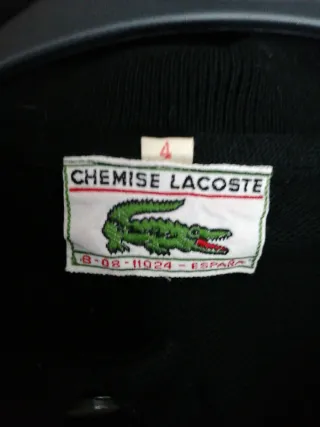 4
CHEMISE LACOSTE
8-08-11024-ESPAÑA